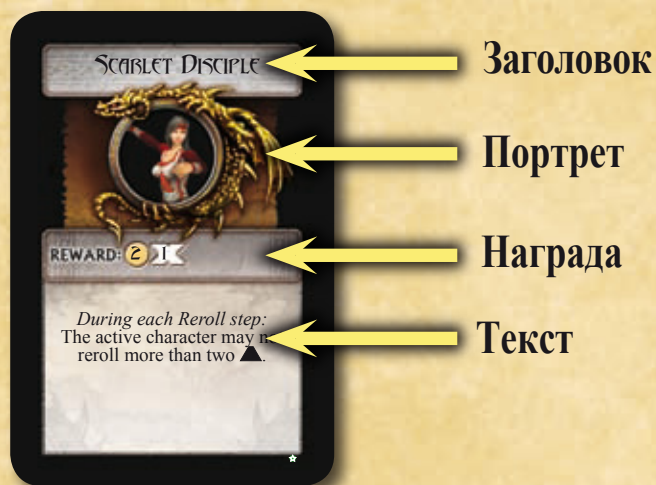 Scarlet Disciple
Заголовок
Портрет
REWARD: 2 1
Награда
During each Reroll step:
The active character may
reroll more than two ▲.
Текст